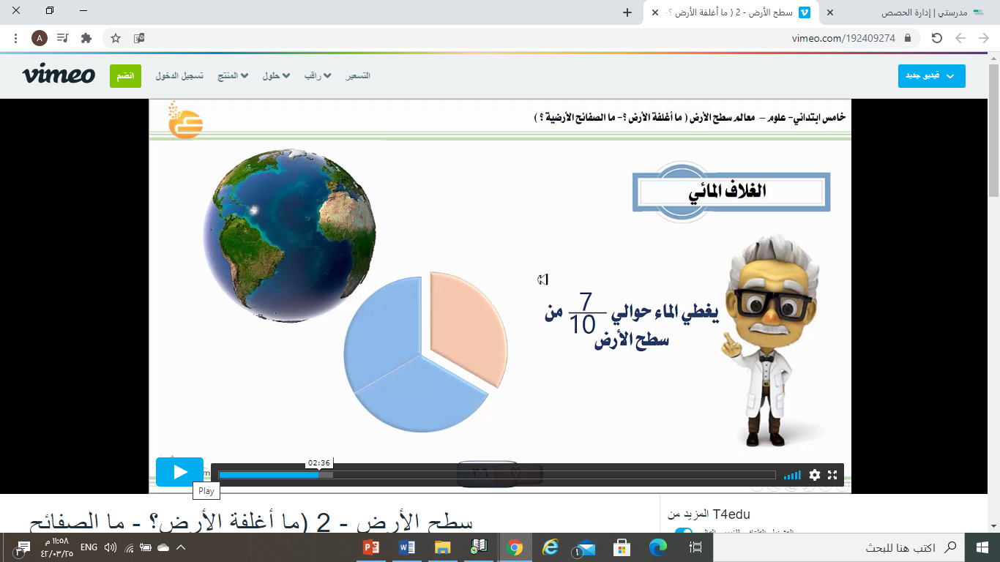 مدرستي | إدارة الحصص
سطح الأرض - 2 ( ما أغلفة الأرض ؟-
vimeo.com/192409274
A
vimeo
انضم
تسجيل الدخول
المنتج
حلول
راقب
التسعير
فيديو جديد
خامس ابتدائي- علوم – معالم سطح الأرض ( ما أغلفة الأرض ؟- ما الصفائح الأرضية ؟ )
الغلاف المائي
يغطي الماء حوالي 7/10 من
سطح الأرض
02:36
٣٦
Play
سطح الأرض - 2 (ما أغلفة الأرض؟ - ما الصفائح
المزيد من T4edu
اكتب هنا للبحث
ENG
١١:٥٨ م
٤٢/٠٣/٢٥
٣
١